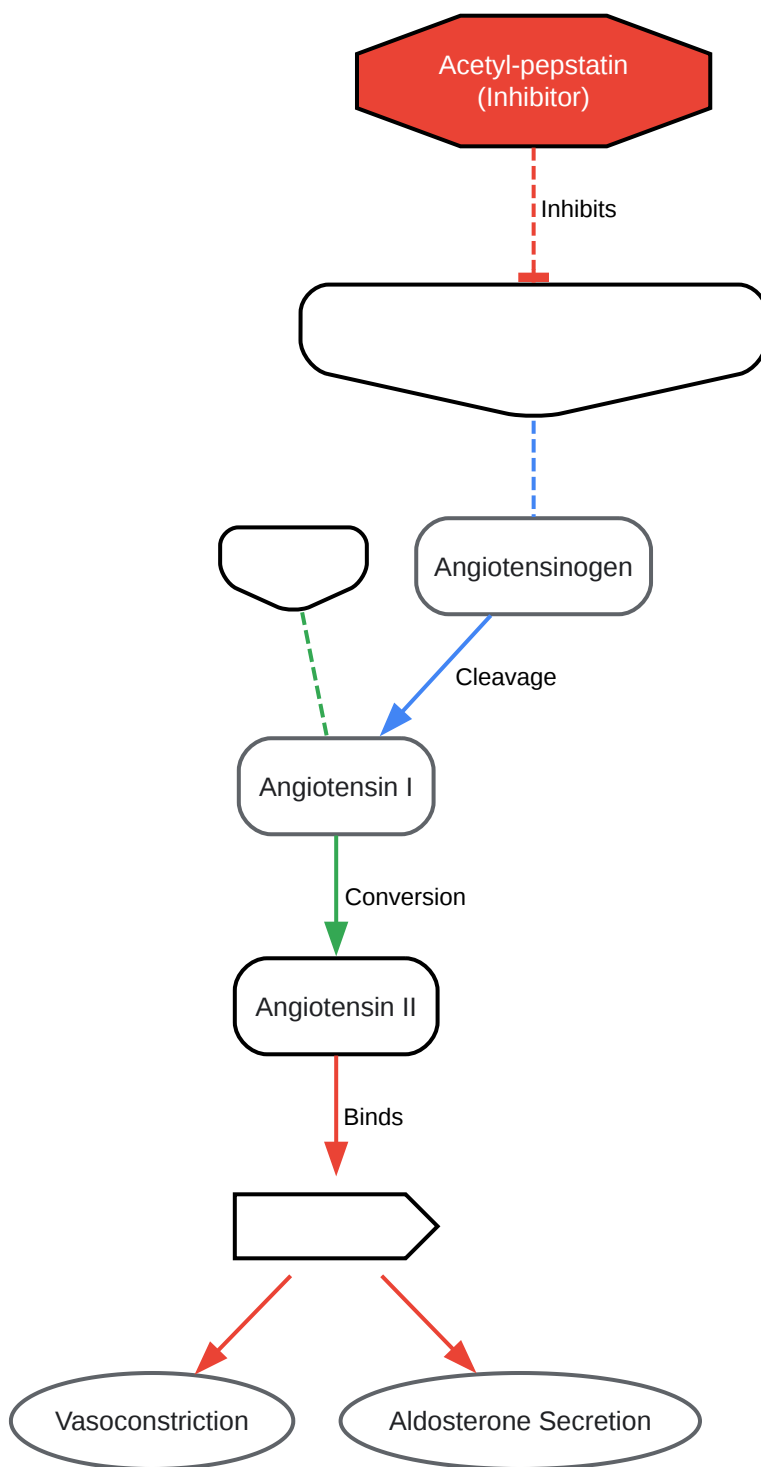 Acetyl-pepstatin
(Inhibitor)
Inhibits
Angiotensinogen
Cleavage
Angiotensin I
Conversion
Angiotensin II
Binds
Vasoconstriction
Aldosterone Secretion